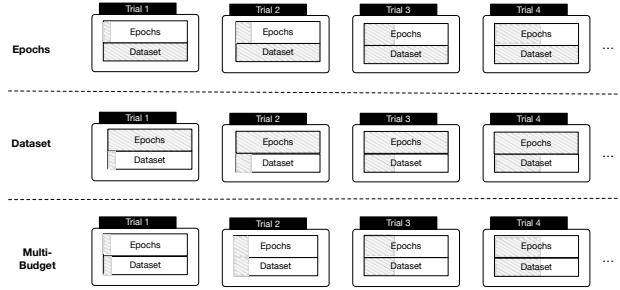 Trial 1 Trial 2 Trial 3 Trial 4
Epochs Epochs Epochs Epochs Epochs
Dataset Dataset Dataset Dataset ...
Trial 1 Trial 2 Trial 3 Trial 4
Dataset Epochs Epochs Epochs Epochs
Dataset Dataset Dataset Dataset ...
Trial 1 Trial 2 Trial 3 Trial 4
Multi- Epochs Epochs Epochs Epochs
Budget Dataset Dataset Dataset Dataset ...